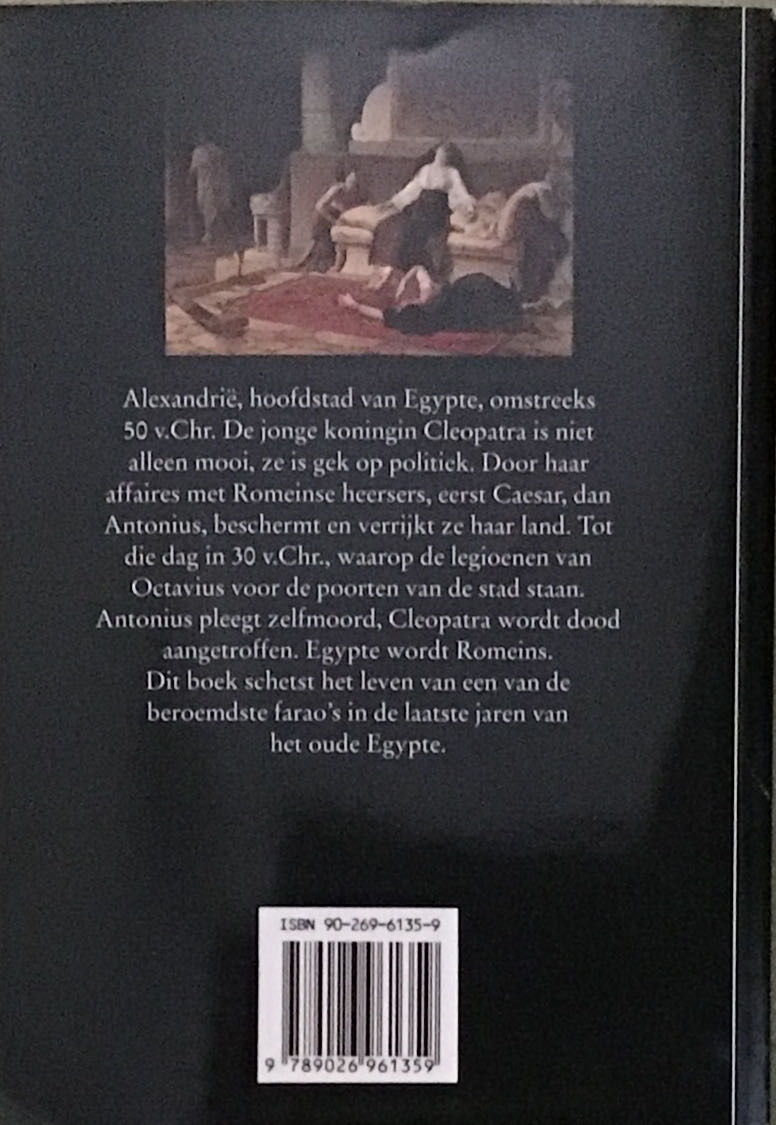 Alexandrië, hoofdstad van Egypte, omstreeks
50 v.Chr. De jonge koningin Cleopatra is niet
alleen mooi, ze is gek op politiek. Door haar
affaires met Romeinse heersers, eerst Caesar, dan
Antonius, beschermt en verrijkt ze haar land. Tot
die dag in 30 v.Chr., waarop de legioenen van
Octavius voor de poorten van de stad staan.
Antonius pleegt zelfmoord, Cleopatra wordt dood
aangetroffen. Egypte wordt Romeins.
Dit boek schetst het leven van een van de
beroemdste farao's in de laatste jaren van
het oude Egypte.
ISBN 90-269-6135-9
9 789026 961359